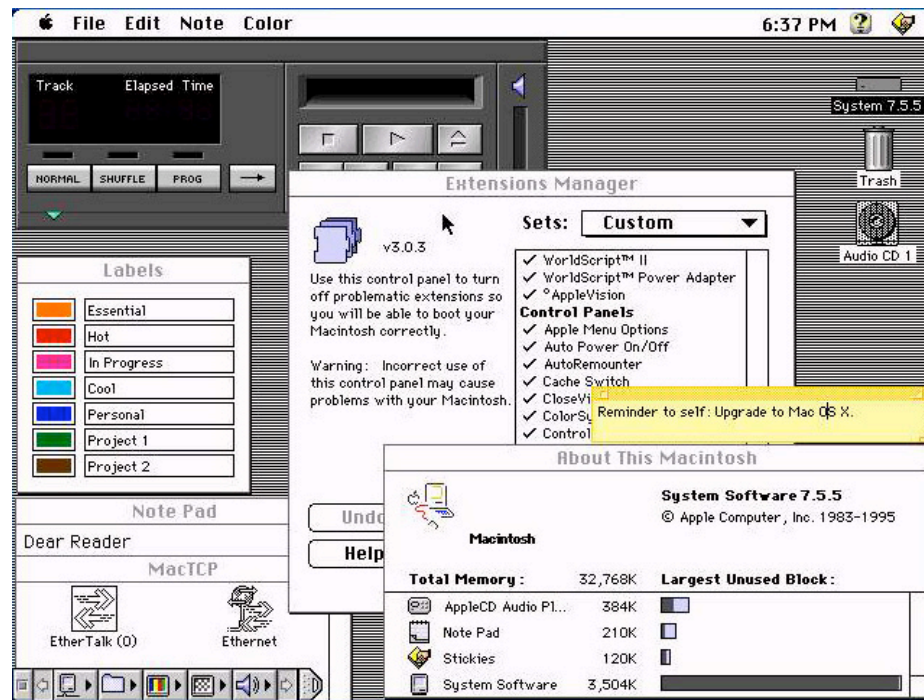 File Edit Note Color 6:37 PM
Track Elapsed Time
NORMAL SHUFFLE PROG
System 7.5.5
Trash
Audio CD 1
Labels
Essential
Hot
In Progress
Cool
Personal
Project 1
Project 2
Extensions Manager
v3.0.3
Sets: Custom
Use this control panel to turn
off problematic extensions so
you will be able to boot your
Macintosh correctly.
Warning: Incorrect use of
this control panel may cause
problems with your Macintosh.
✓ WorldScript™ II
✓ WorldScript™ Power Adapter
✓ °AppleVision
Control Panels
✓ Apple Menu Options
✓ Auto Power On/Off
✓ AutoRemounter
✓ Cache Switch
✓ CloseVi
✓ ColorSy
✓ Control
Undo
Help
Reminder to self: Upgrade to Mac OS X.
Note Pad
Dear Reader
MacTCP
EtherTalk (0) Ethernet
About This Macintosh
Macintosh
System Software 7.5.5
© Apple Computer, Inc. 1983-1995
Total Memory: 32,768K Largest Unused Block:
AppleCD Audio Pl... 384K
Note Pad 210K
Stickies 120K
System Software 3,504K